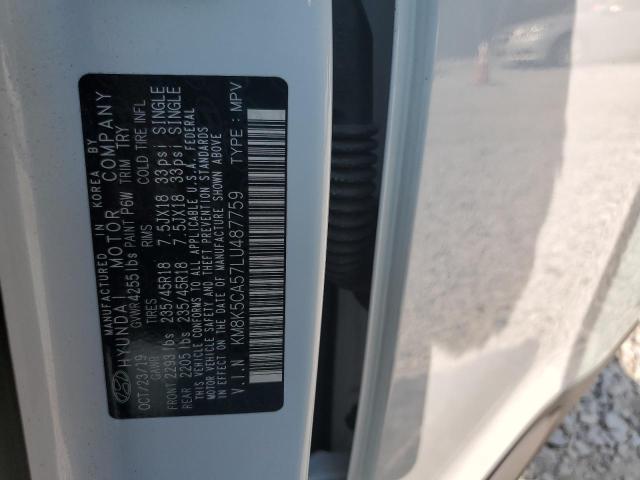 MANUFACTURED IN KOREA BY
HYUNDAI MOTOR COMPANY
OCT/23/19 GVWR 4255lbs PAINT P6W TRIM TRY
GAWR TIRES RIMS COLD TIRE INFL
FRONT 2293 lbs 235/45R18 7.5JX18 33psi SINGLE
REAR 2205 lbs 235/45R18 7.5JX18 33psi SINGLE
THIS VEHICLE CONFORMS TO ALL APPLICABLE U.S.A. FEDERAL
MOTOR VEHICLE SAFETY AND THEFT PREVENTION STANDARDS
IN EFFECT ON THE DATE OF MANUFACTURE SHOWN ABOVE
V.I.N KM8K5CA57LU487759 TYPE : MPV